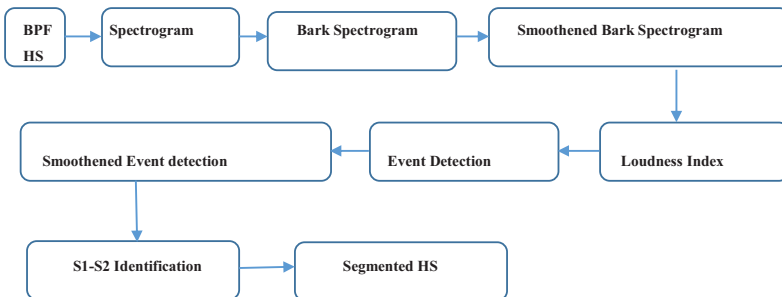 BPF
HS
Spectrogram
Bark Spectrogram
Smoothened Bark Spectrogram
Smoothened Event detection
Event Detection
Loudness Index
S1-S2 Identification
Segmented HS